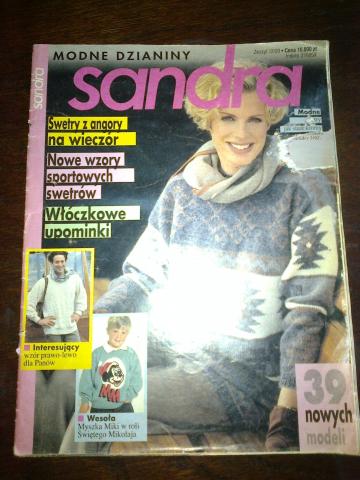 MODNE DZIANINY
sandra
sandra
Swetry z angory
na wieczór
Nowe wzory
sportowych
swetrów
Włóczkowe
upominki
Modne
Interesujący
wzór prawo-lewo
dla Panów
Wesoła
Myszka Miki w roli
Świętego Mikołaja
39
nowych
modeli